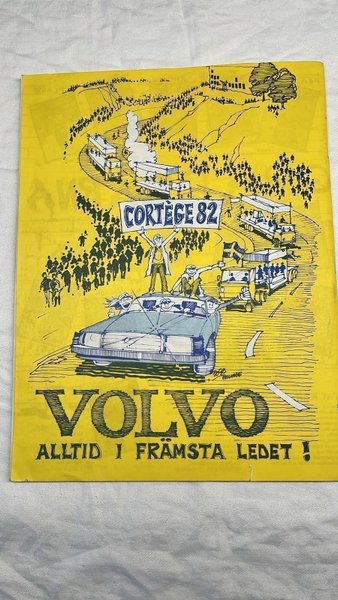 CORTÈGE 82
VOLVO
ALLTID I FRÄMSTA LEDET !